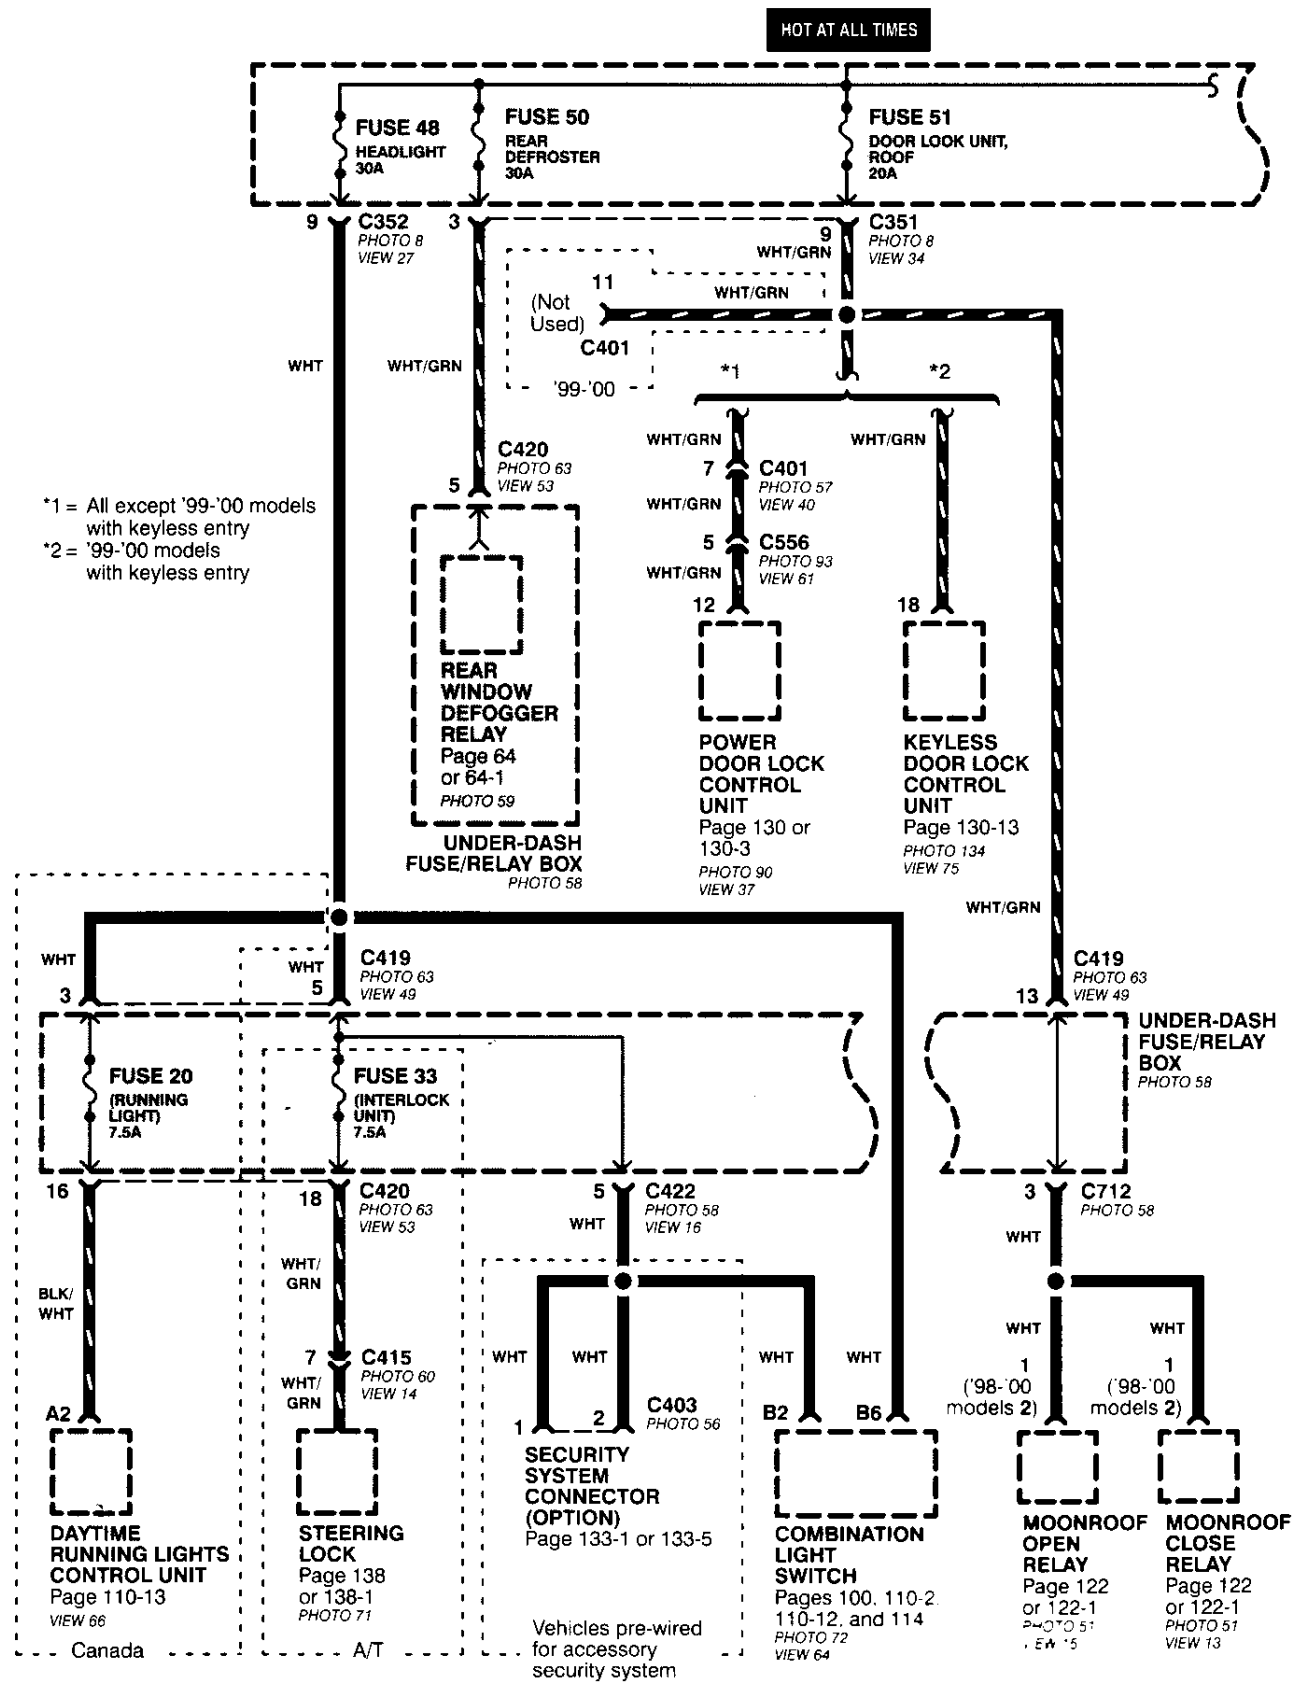 HOT AT ALL TIMES
FUSE 48
HEADLIGHT
30A
FUSE 50
REAR
DEFROSTER
30A
FUSE 51
DOOR LOOK UNIT,
ROOF
20A
9
C352
PHOTO 8
VIEW 27
3
9
C351
PHOTO 8
VIEW 34
WHT/GRN
11
(Not
Used)
WHT/GRN
C401
'99-'00
WHT
WHT/GRN
*1
*2
WHT/GRN
WHT/GRN
C420
PHOTO 63
VIEW 53
5
7
C401
PHOTO 57
VIEW 40
WHT/GRN
5
C556
PHOTO 93
VIEW 61
WHT/GRN
12
18
*1 = All except '99-'00 models
with keyless entry
*2 = '99-'00 models
with keyless entry
REAR
WINDOW
DEFOGGER
RELAY
Page 64
or 64-1
PHOTO 59
UNDER-DASH
FUSE/RELAY BOX
PHOTO 58
POWER
DOOR LOCK
CONTROL
UNIT
Page 130 or
130-3
PHOTO 90
VIEW 37
KEYLESS
DOOR LOCK
CONTROL
UNIT
Page 130-13
PHOTO 134
VIEW 75
WHT/GRN
WHT
3
WHT
5
C419
PHOTO 63
VIEW 49
13
C419
PHOTO 63
VIEW 49
UNDER-DASH
FUSE/RELAY
BOX
PHOTO 58
FUSE 20
(RUNNING
LIGHT)
7.5A
FUSE 33
(INTERLOCK
UNIT)
7.5A
16
18
C420
PHOTO 63
VIEW 53
5
C422
PHOTO 58
VIEW 16
3
C712
PHOTO 58
WHT
WHT
BLK/
WHT
WHT/
GRN
7
C415
PHOTO 60
VIEW 14
WHT/
GRN
WHT
WHT
WHT
WHT
WHT
WHT
1
('98-'00
models 2)
1
('98-'00
models 2)
A2
1
2
C403
PHOTO 56
B2
B6
DAYTIME
RUNNING LIGHTS
CONTROL UNIT
Page 110-13
VIEW 66
STEERING
LOCK
Page 138
or 138-1
PHOTO 71
SECURITY
SYSTEM
CONNECTOR
(OPTION)
Page 133-1 or 133-5
COMBINATION
LIGHT
SWITCH
Pages 100, 110-2
110-12, and 114
PHOTO 72
VIEW 64
MOONROOF
OPEN
RELAY
Page 122
or 122-1
PHOTO 51
MOONROOF
CLOSE
RELAY
Page 122
or 122-1
PHOTO 51
VIEW 13
Canada
A/T
Vehicles pre-wired
for accessory
security system